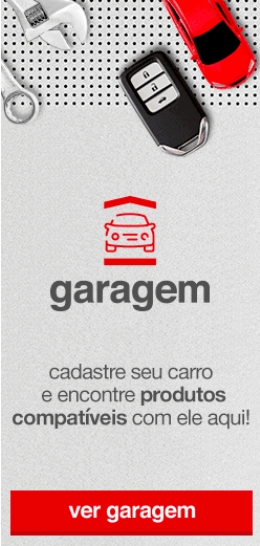 garagem
cadastre seu carro
e encontre produtos
compatíveis com ele aqui!
ver garagem